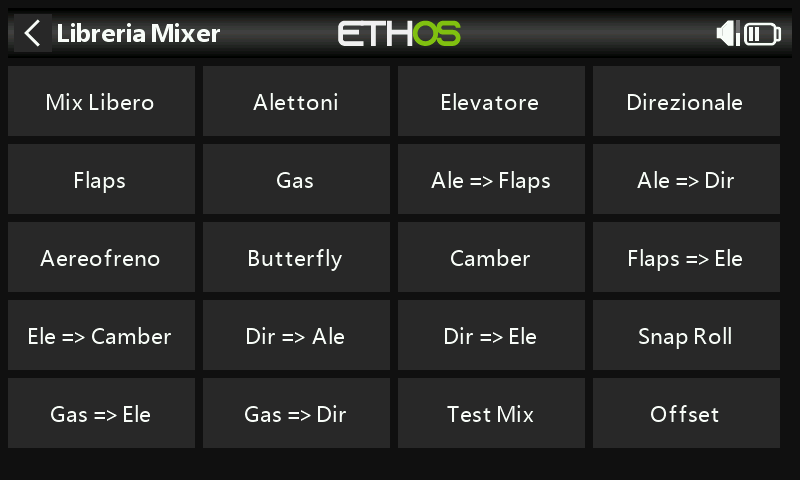 Libreria Mixer ETHOS
Mix Libero Alettoni Elevatore Direzionale
Flaps Gas Ale => Flaps Ale => Dir
Aereofreno Butterfly Camber Flaps => Ele
Ele => Camber Dir => Ale Dir => Ele Snap Roll
Gas => Ele Gas => Dir Test Mix Offset